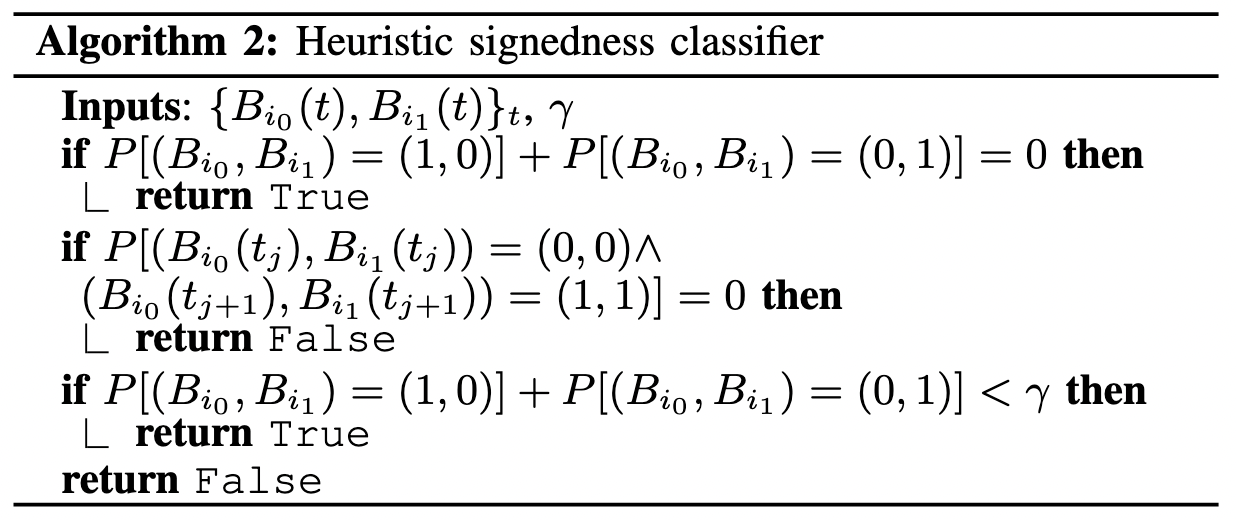 Algorithm 2: Heuristic signedness classifier
Inputs: {B_{i_0}(t), B_{i_1}(t)}_t, γ
if P[(B_{i_0}, B_{i_1}) = (1, 0)] + P[(B_{i_0}, B_{i_1}) = (0, 1)] = 0 then
return True
if P[(B_{i_0}(t_j), B_{i_1}(t_j)) = (0, 0)∧
(B_{i_0}(t_{j+1}), B_{i_1}(t_{j+1})) = (1, 1)] = 0 then
return False
if P[(B_{i_0}, B_{i_1}) = (1, 0)] + P[(B_{i_0}, B_{i_1}) = (0, 1)] < γ then
return True
return False